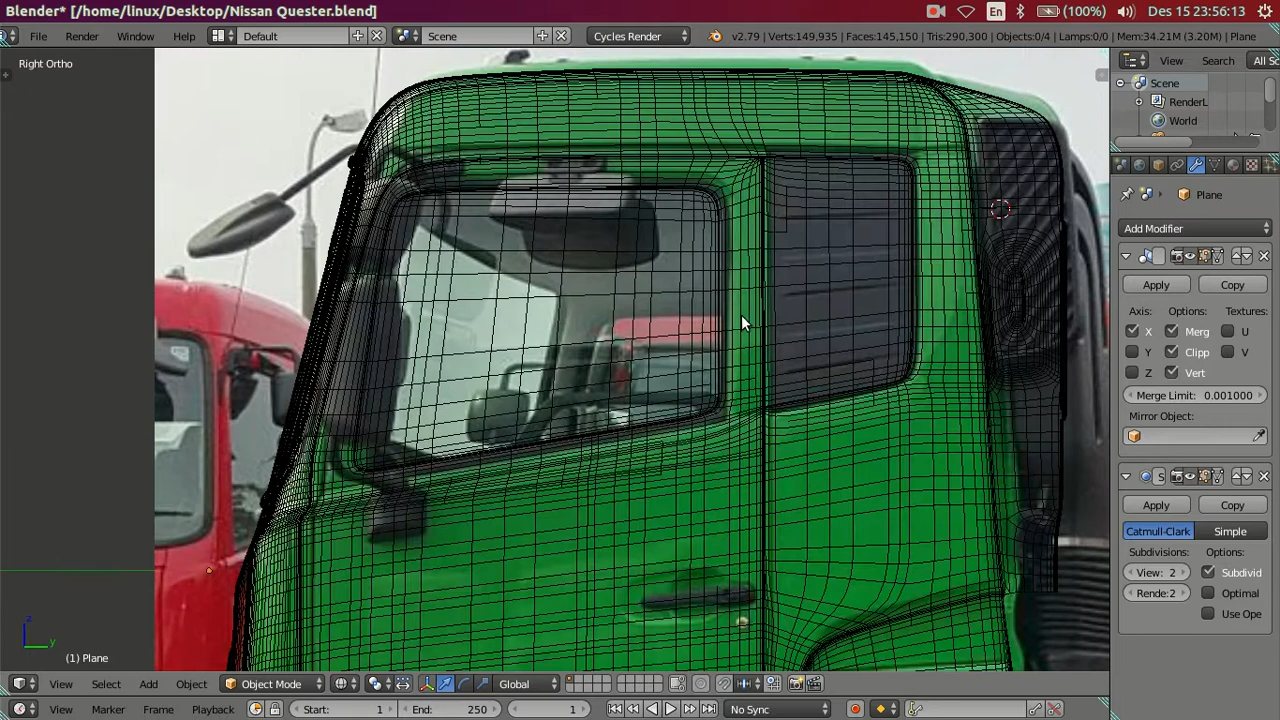 Blender* [/home/linux/Desktop/Nissan Quester.blend]
En (100%) Des 15 23:56:13
File Render Window Help Default Scene Cycles Render v2.79 | Verts:149,935 | Faces:145,150 | Tris:290,300 | Objects:0/4 | Lamps:0/0 | Mem:34.21M (3.20M) | Plane
Right Ortho
View Search All Sc
Scene
RenderL
World
Plane
Add Modifier
Apply Copy
Axis: Options: Textures:
X Merg U
Y Clipp V
Z Vert
Merge Limit: 0.001000
Mirror Object:
S
Apply Copy
Catmull-Clark Simple
Subdivisions: Options:
View: 2 Subdivid
Rende:2 Optimal
Use Ope
z
y
(1) Plane
View Select Add Object Object Mode Global
View Marker Frame Playback Start: 1 End: 250 1 No Sync